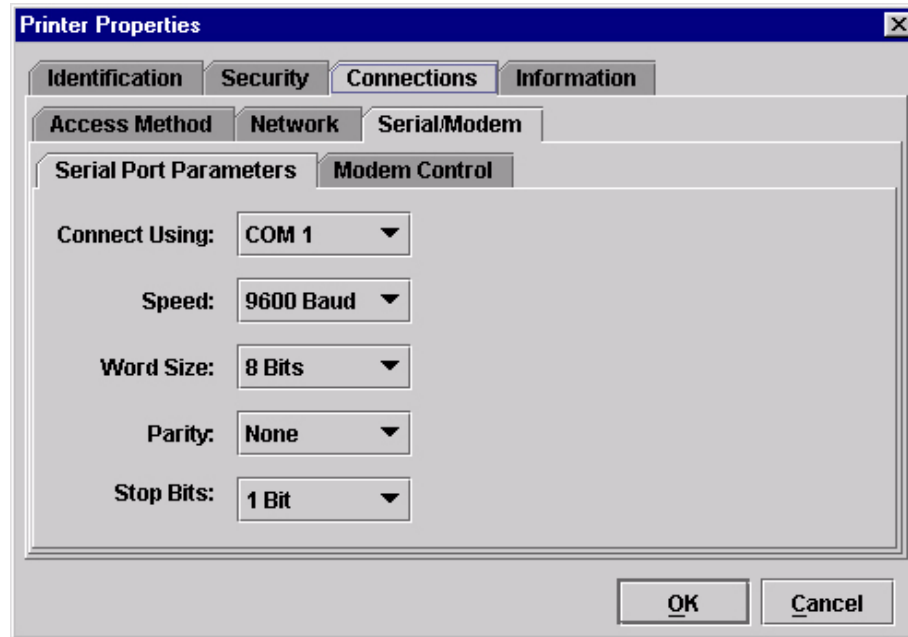 Printer Properties
Identification Security Connections Information
Access Method Network Serial/Modem
Serial Port Parameters Modem Control
Connect Using: COM 1
Speed: 9600 Baud
Word Size: 8 Bits
Parity: None
Stop Bits: 1 Bit
OK Cancel